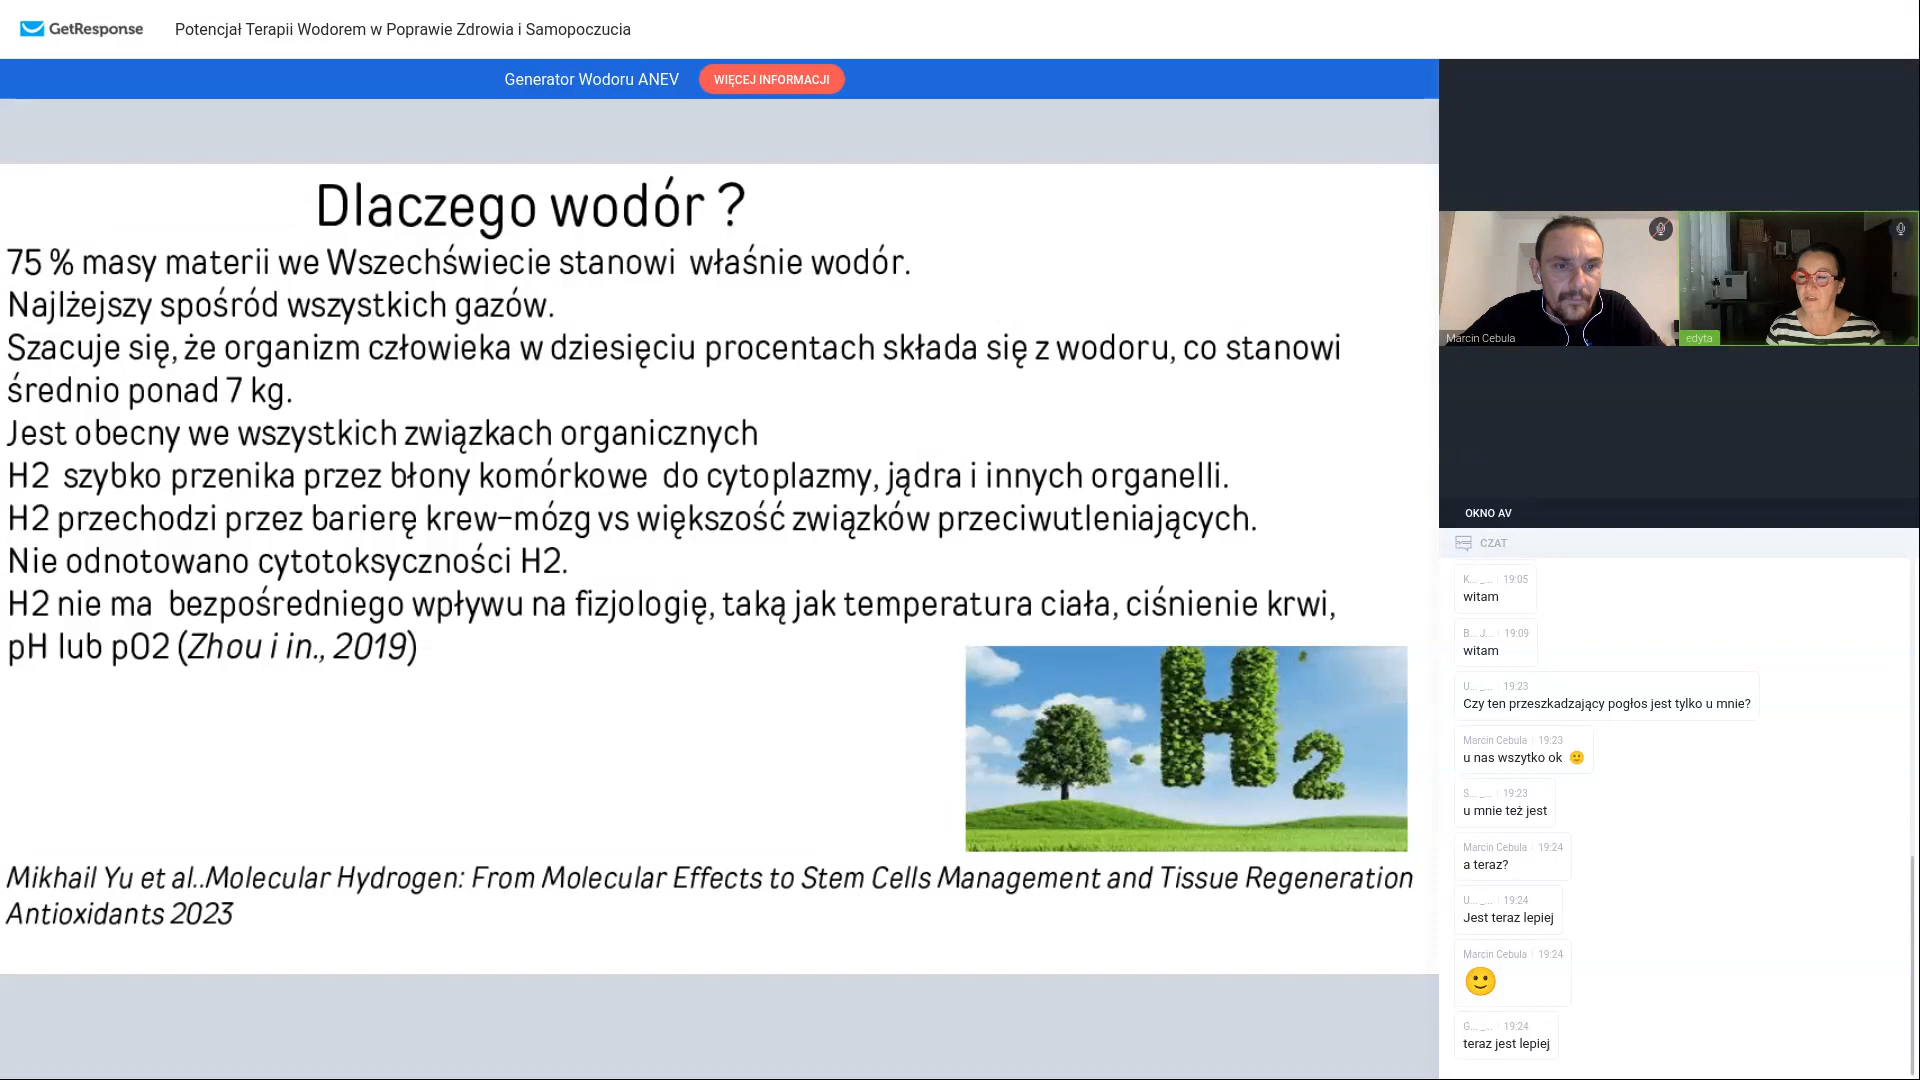 GetResponse
Potencjał Terapii Wodorem w Poprawie Zdrowia i Samopoczucia
Generator Wodoru ANEV
WIĘCEJ INFORMACJI
Dlaczego wodór ?
75 % masy materii we Wszechświecie stanowi właśnie wodór.
Najlżejszy spośród wszystkich gazów.
Szacuje się, że organizm człowieka w dziesięciu procentach składa się z wodoru, co stanowi
średnio ponad 7 kg.
Jest obecny we wszystkich związkach organicznych
H2 szybko przenika przez błony komórkowe do cytoplazmy, jądra i innych organelli.
H2 przechodzi przez barierę krew-mózg vs większość związków przeciwutleniających.
Nie odnotowano cytotoksyczności H2.
H2 nie ma bezpośredniego wpływu na fizjologię, taką jak temperatura ciała, ciśnienie krwi,
pH lub pO2 (Zhou i in., 2019)
H2
Mikhail Yu et al..Molecular Hydrogen: From Molecular Effects to Stem Cells Management and Tissue Regeneration
Antioxidants 2023
Marcin Cebula
edyta
OKNO AV
CZAT
K... _... 19:05
witam
B... J... 19:09
witam
U... _... 19:23
Czy ten przeszkadzający pogłos jest tylko u mnie?
Marcin Cebula 19:23
u nas wszytko ok 🙂
S... _... 19:23
u mnie też jest
Marcin Cebula 19:24
a teraz?
U... _... 19:24
Jest teraz lepiej
Marcin Cebula 19:24
🙂
G... _... 19:24
teraz jest lepiej